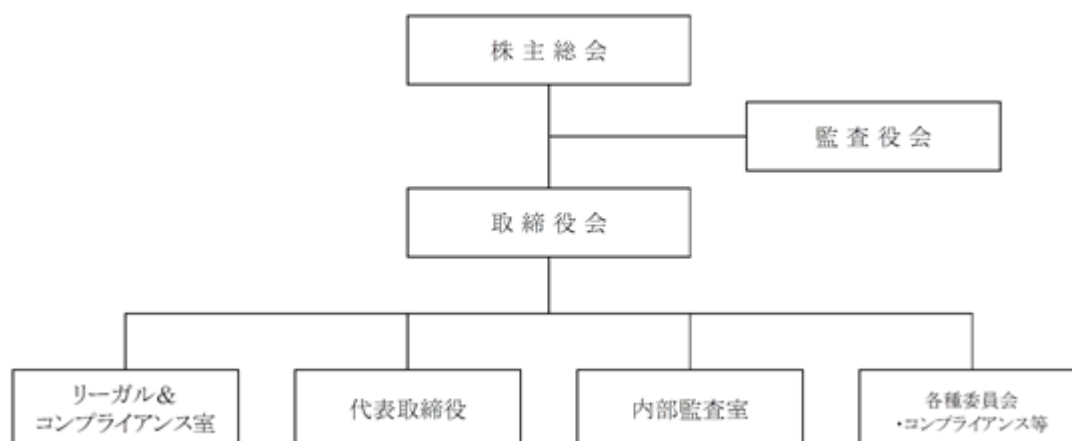 株主総会
監査役会
取締役会
リーガル&
コンプライアンス室
代表取締役
内部監査室
各種委員会
・コンプライアンス等